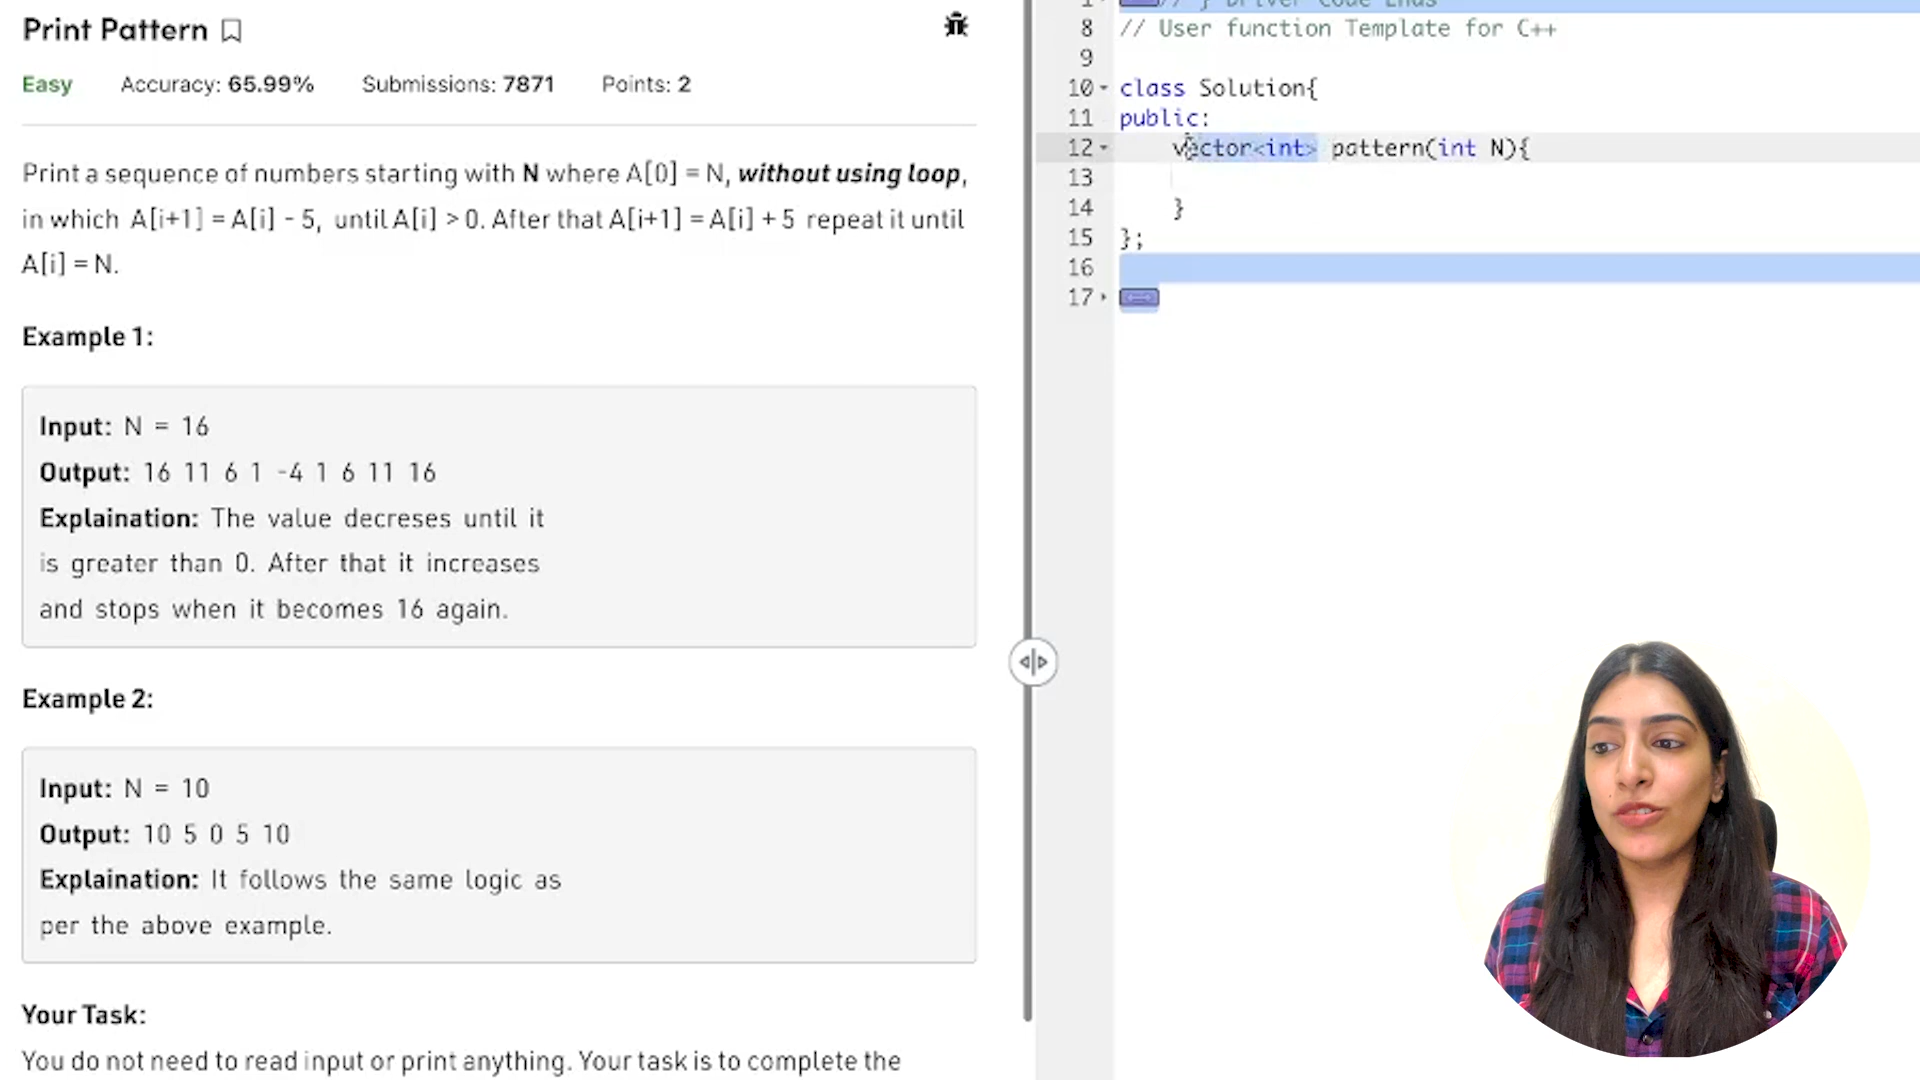 Print Pattern
Easy Accuracy: 65.99% Submissions: 7871 Points: 2
Print a sequence of numbers starting with N where A[0] = N, without using loop,
in which A[i+1] = A[i] - 5, until A[i] > 0. After that A[i+1] = A[i] + 5 repeat it until
A[i] = N.
Example 1:
Input: N = 16
Output: 16 11 6 1 -4 1 6 11 16
Explaination: The value decreses until it
is greater than 0. After that it increases
and stops when it becomes 16 again.
Example 2:
Input: N = 10
Output: 10 5 0 5 10
Explaination: It follows the same logic as
per the above example.
Your Task:
You do not need to read input or print anything. Your task is to complete the
1 // } Driver Code Ends
8 // User function Template for C++
9
10 class Solution{
11 public:
12 vector<int> pattern(int N){
13
14 }
15 };
16
17